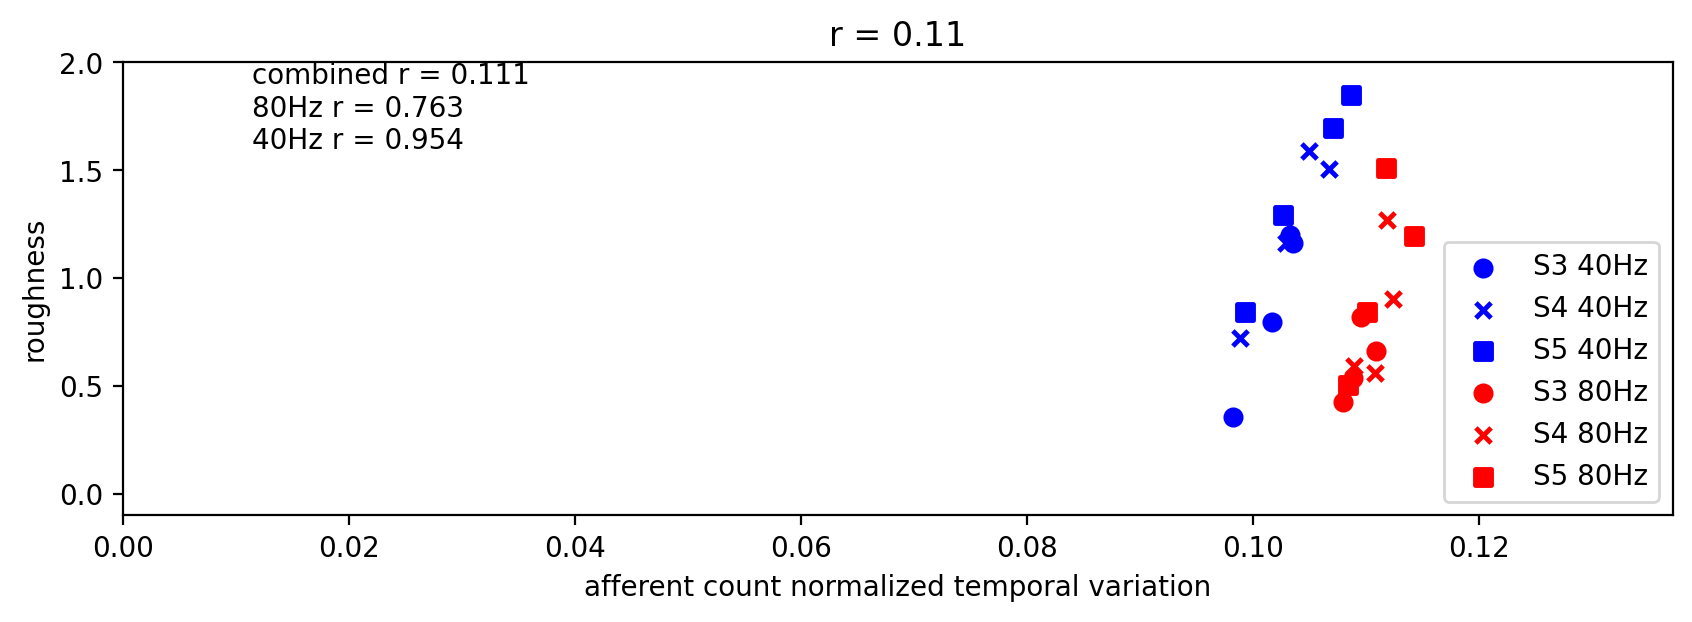 r = 0.11
combined r = 0.111
80Hz r = 0.763
40Hz r = 0.954
2.0
1.5
1.0
0.5
0.0
roughness
S3 40Hz
S4 40Hz
S5 40Hz
S3 80Hz
S4 80Hz
S5 80Hz
0.00 0.02 0.04 0.06 0.08 0.10 0.12
afferent count normalized temporal variation